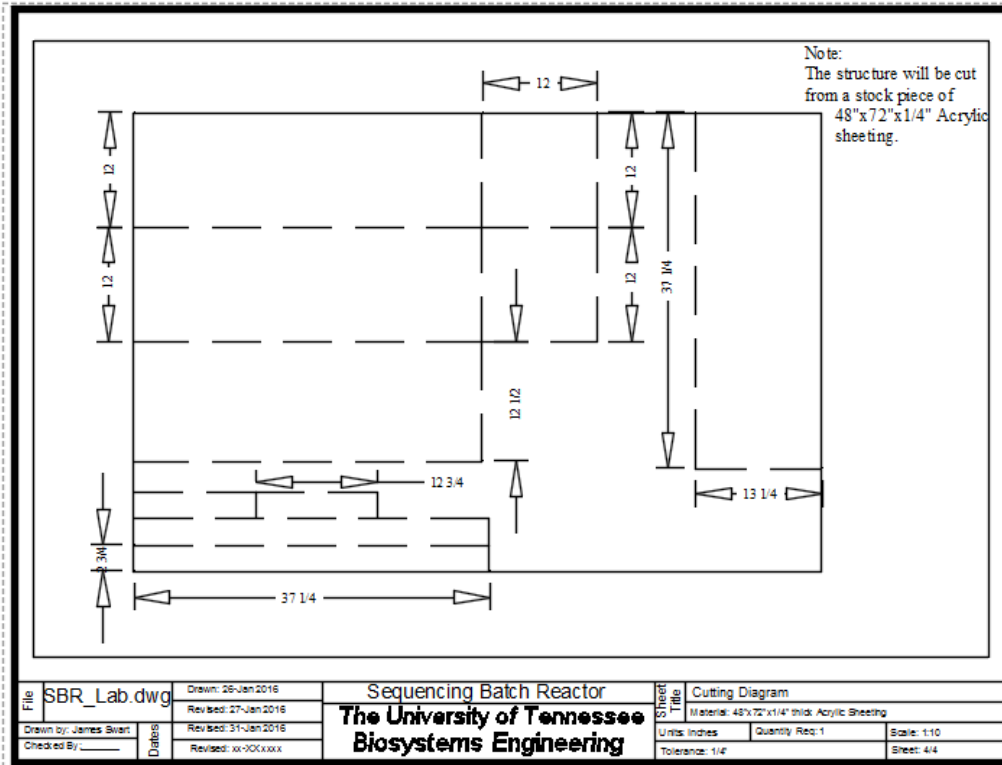 Note:
The structure will be cut
from a stock piece of
48"x72"x1/4" Acrylic
sheeting.
12
12
12
12
12
37 1/4
12 1/2
12 3/4
13 1/4
2 3/4
37 1/4
File
SBR_Lab.dwg
Drawn by: James Swart
Checked By:______
Dates
Drawn: 26-Jan 2016
Revised: 27-Jan 2016
Revised: 31-Jan 2016
Revised: xx-XXxxxx
Sequencing Batch Reactor
The University of Tennessee
Biosystems Engineering
Sheet
Title
Cutting Diagram
Material: 48"x72"x1/4" thick Acrylic Sheeting
Units: Inches
Quantity Req: 1
Scale: 1:10
Tolerance: 1/4"
Sheet: 4/4